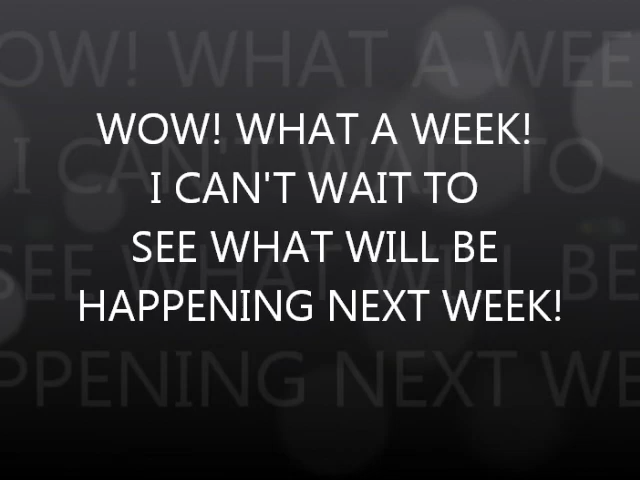 WOW! WHAT A WEEK!
I CAN'T WAIT TO
SEE WHAT WILL BE
HAPPENING NEXT WEEK!